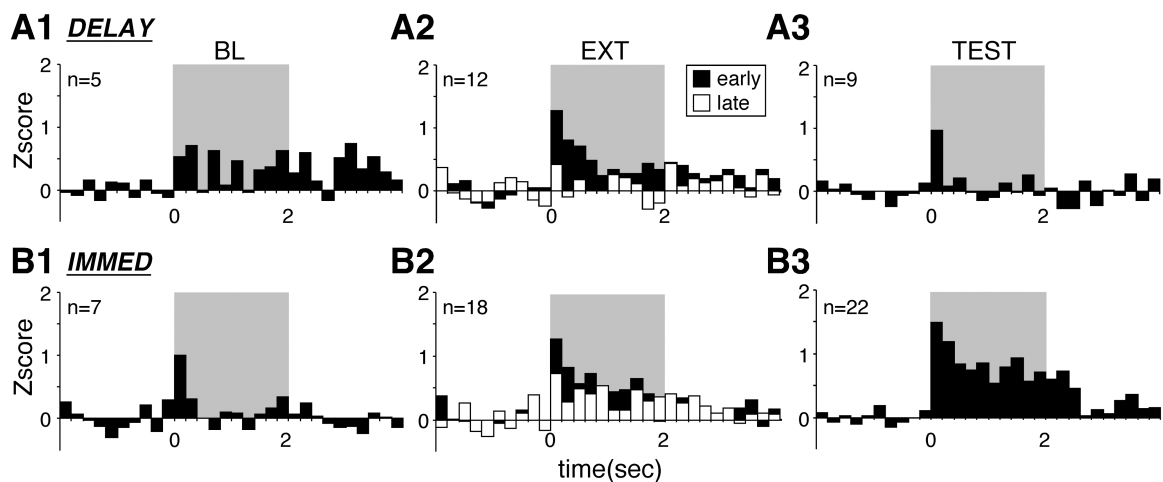 A1 DELAY A2 A3
BL EXT TEST
2 n=5 2 n=12 early late 2 n=9
Zscore 1 1 1
0 0 0
0 2 0 2 0 2
B1 IMMED B2 B3
2 n=7 2 n=18 2 n=22
Zscore 1 1 1
0 0 0
0 2 0 2 0 2
time(sec)